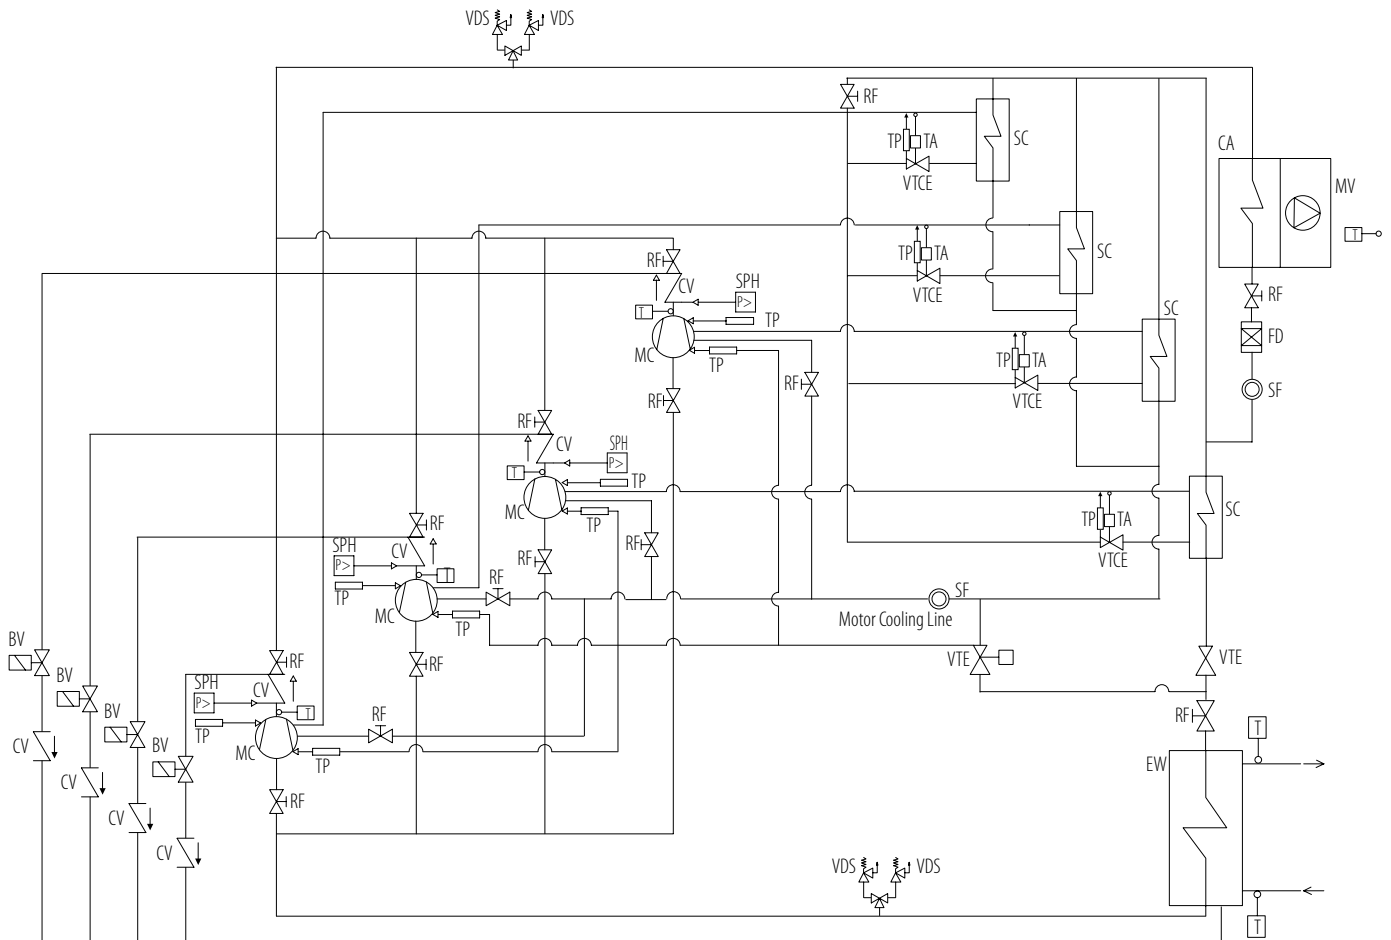 VDS VDS
RF
TP TA SC
VTCE
CA
MV
T
RF
TP TA SC
VTCE
CV
SPH
P>
RF
T
TP
SC
FD
MC
TP
TP TA
VTCE
RF
RF
SF
RF
CV
SPH
P>
T
TP
MC
TP
SC
TP TA
VTCE
RF
SPH
P>
CV
T
RF
RF
RF
TP
MC
TP
SF
Motor Cooling Line
BV
RF
RF
VTE
VTE
BV
SPH
P>
CV
T
BV
RF
RF
TP
MC
TP
T
CV
BV
EW
CV
RF
CV
CV
VDS VDS
T